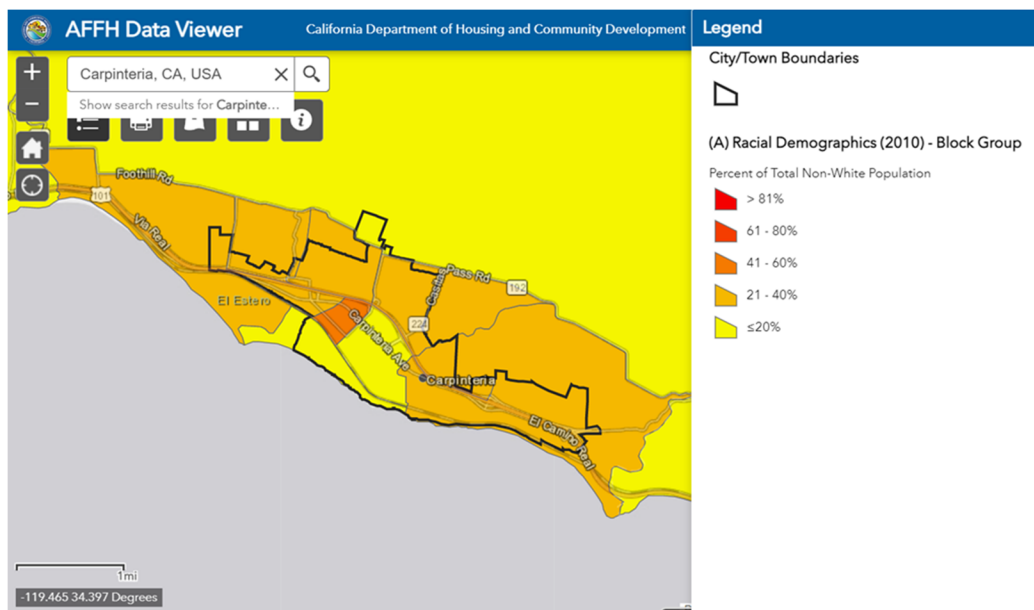 AFFH Data Viewer
California Department of Housing and Community Development
Legend
Carpinteria, CA, USA
Show search results for Carpinte...
City/Town Boundaries
(A) Racial Demographics (2010) - Block Group
Percent of Total Non-White Population
> 81%
61 - 80%
41 - 60%
21 - 40%
≤20%
Foothill Rd
101
Via Real
El Estero
Pass Rd
192
224
Carpinteria Ave
Carpinteria
El Camino Real
1mi
-119.465 34.397 Degrees